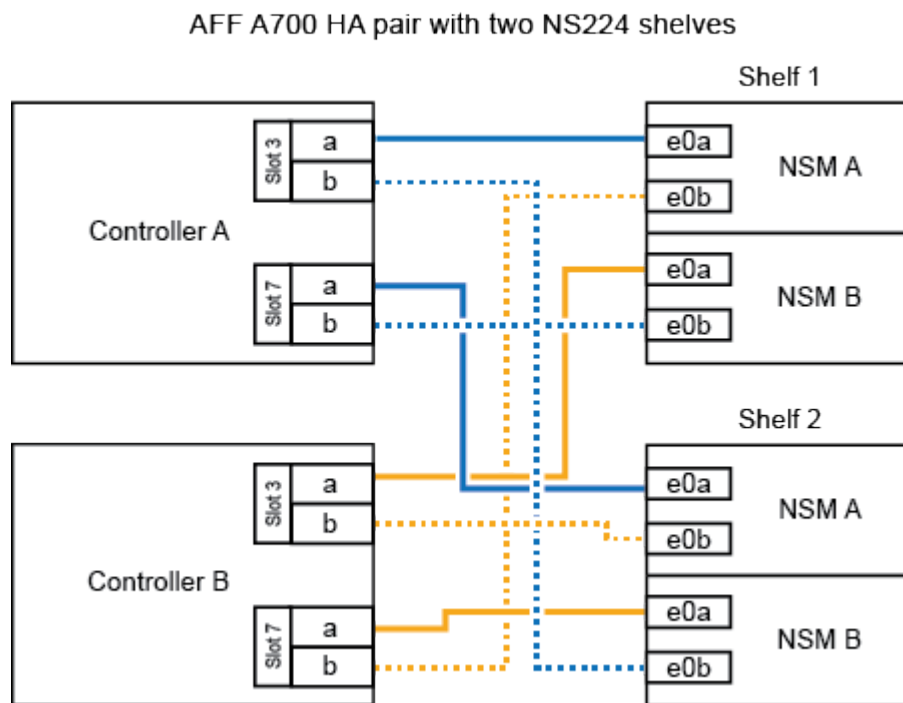 AFF A700 HA pair with two NS224 shelves
Shelf 1
Controller A
Slot 3
a
b
Slot 7
a
b
e0a
e0b
NSM A
e0a
e0b
NSM B
Shelf 2
Controller B
Slot 3
a
b
Slot 7
a
b
e0a
e0b
NSM A
e0a
e0b
NSM B